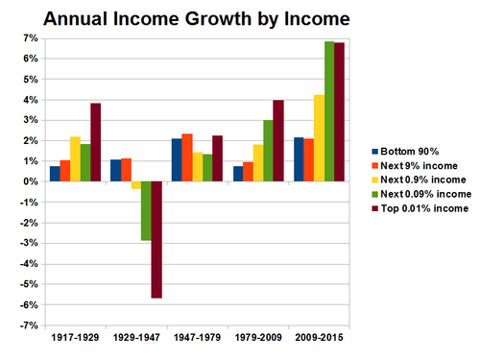 Annual Income Growth by Income
7%
6%
5%
4%
3%
2%
1%
0%
-1%
-2%
-3%
-4%
-5%
-6%
-7%
1917-1929 1929-1947 1947-1979 1979-2009 2009-2015
Bottom 90%
Next 9% income
Next 0.9% income
Next 0.09% income
Top 0.01% income